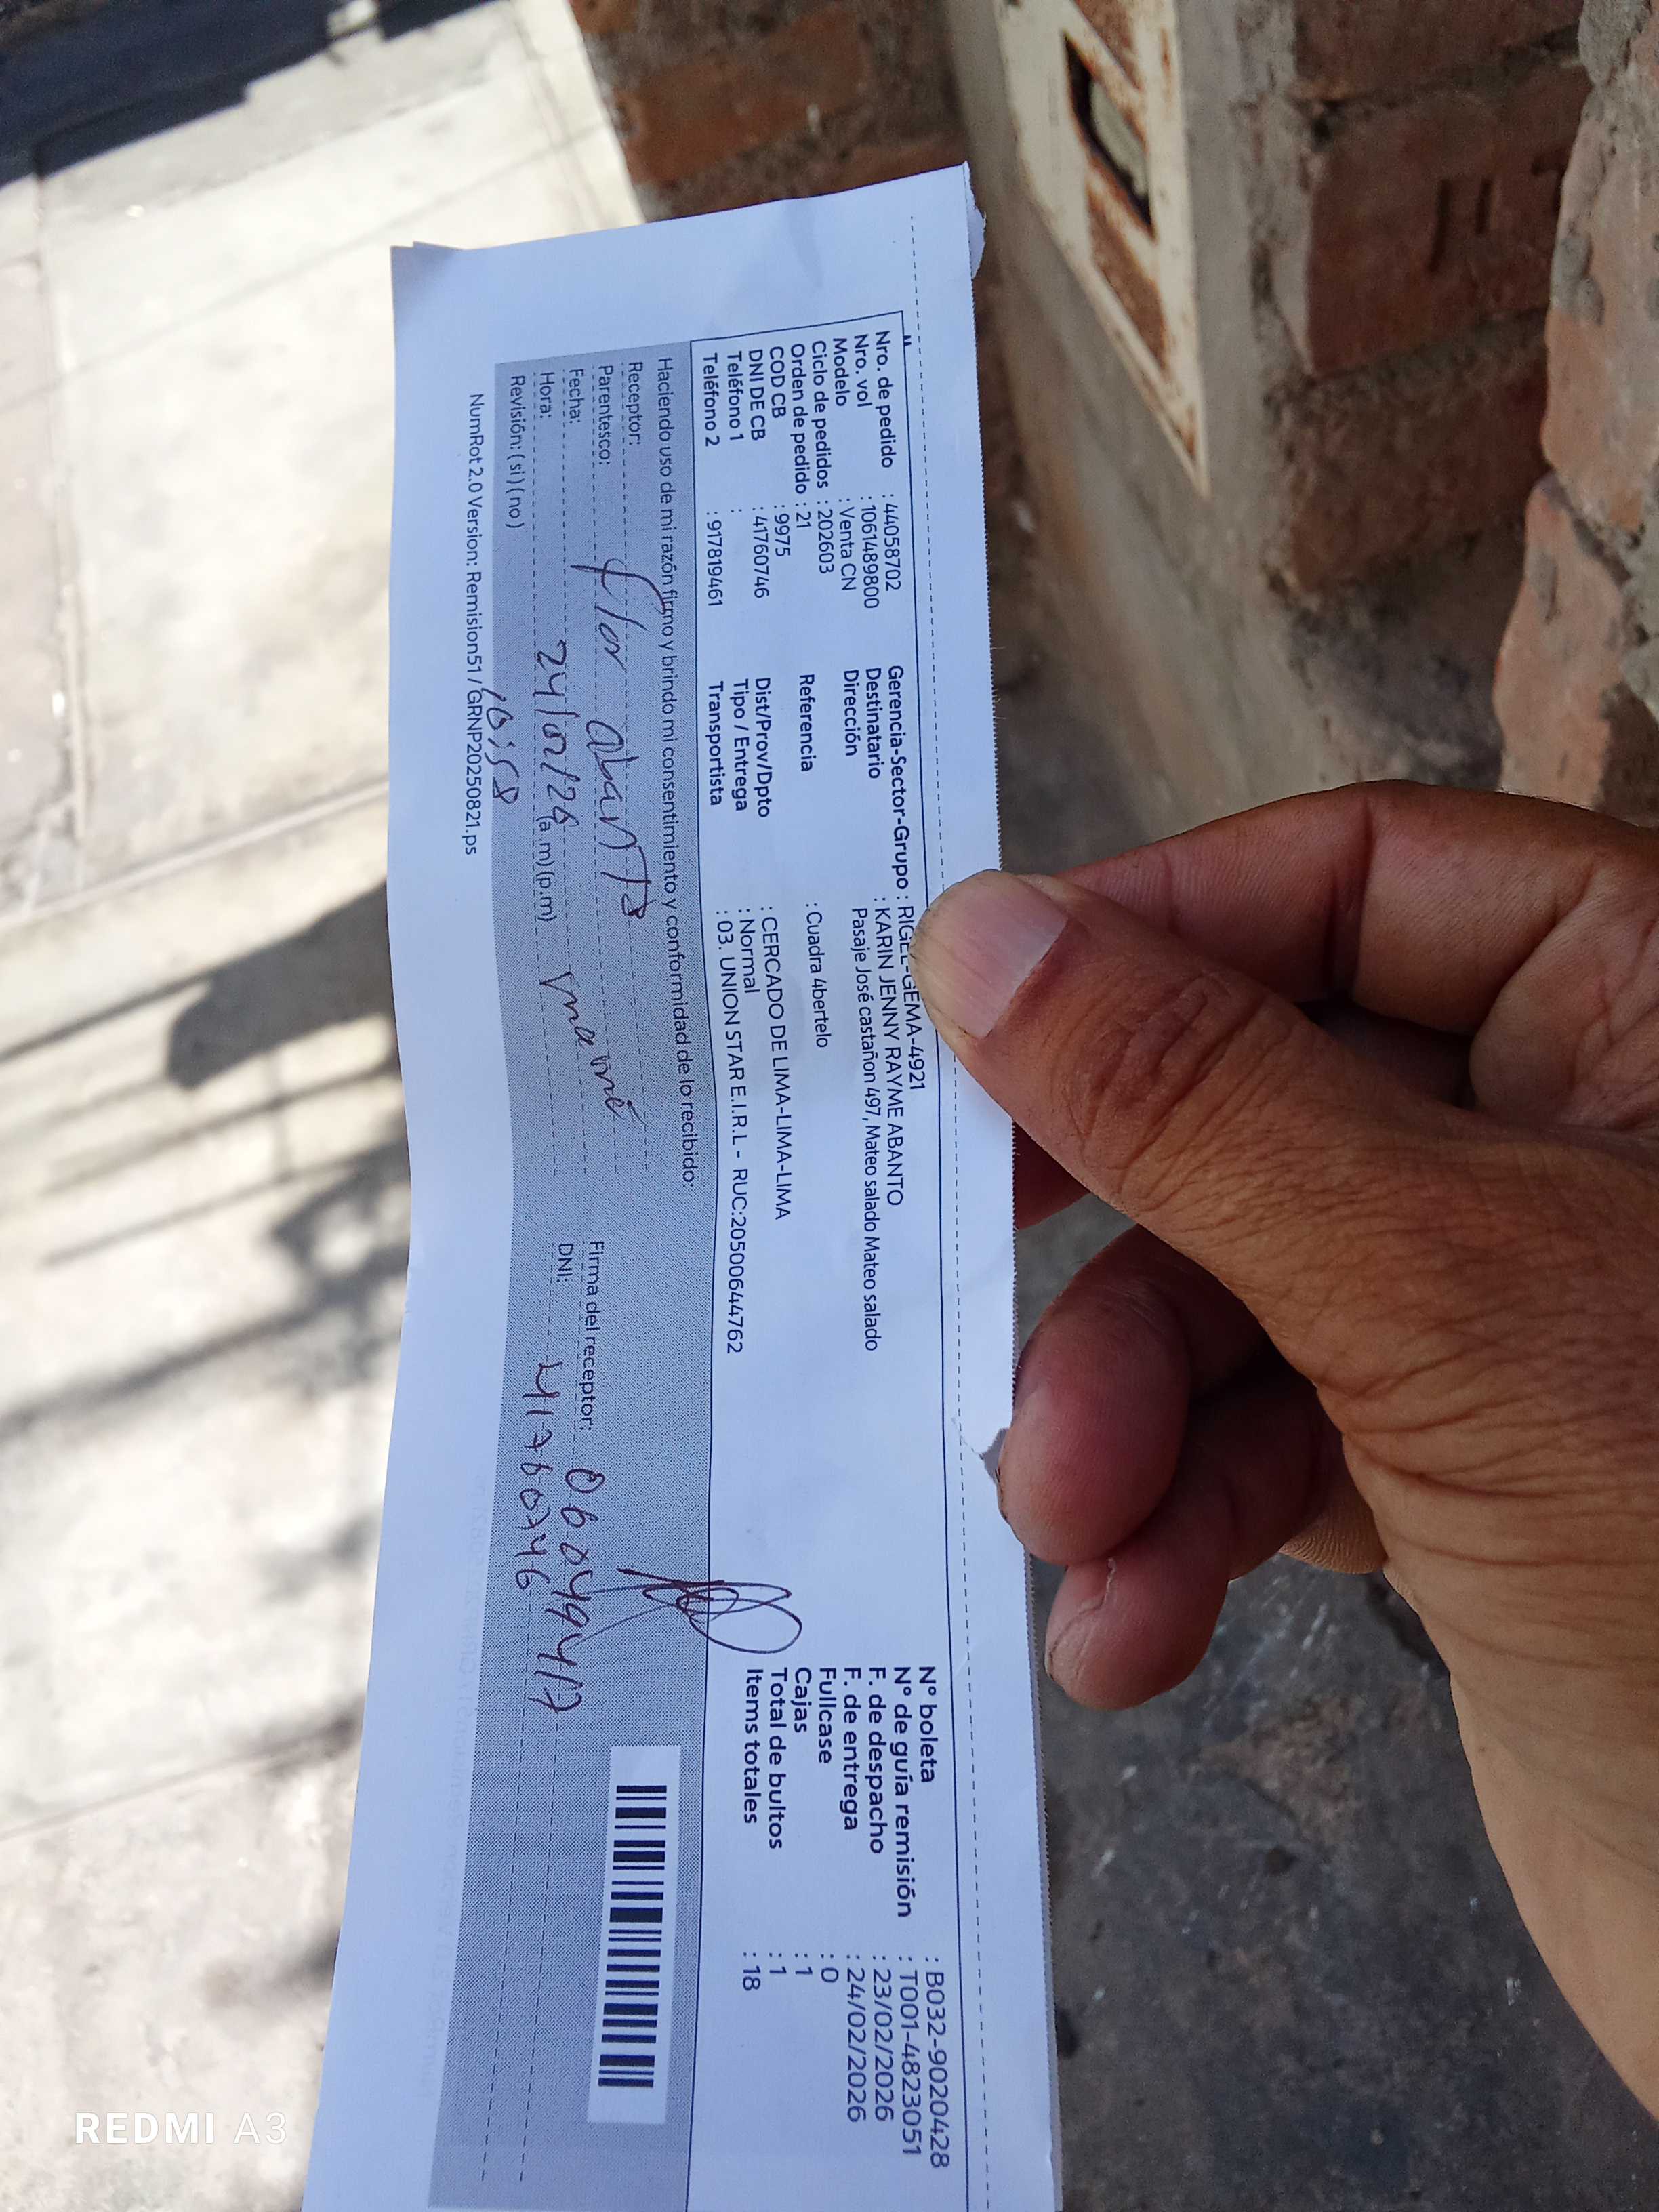 Nro. de pedido : 44058702
Nro. vol : 1061489800
Modelo : Venta CN
Ciclo de pedidos : 202603
Orden de pedido : 21
COD CB : 9975
DNI DE CB : 41760746
Teléfono 1 :
Teléfono 2 : 917819461
Gerencia-Sector-Grupo : RIGEL-GEMA-4921
Destinatario : KARIN JENNY RAYME ABANTO
Dirección Pasaje José castañon 497, Mateo salado Mateo salado
Referencia : Cuadra 4bertelo
Dist/Prov/Dpto : CERCADO DE LIMA-LIMA-LIMA
Tipo / Entrega : Normal
Transportista : 03. UNION STAR E.I.R.L - RUC:20500644762
N° boleta : B032-9020428
N° de guía remisión : T001-4823051
F. de despacho : 23/02/2026
F. de entrega : 24/02/2026
Fullcase : 0
Cajas : 1
Total de bultos : 1
Items totales : 18
Haciendo uso de mi razón firmo y brindo mi consentimiento y conformidad de lo recibido:
Receptor: flor abanto
Parentesco: mamá
Fecha: 24/02/26
Hora: 10:58 (a.m) (p.m)
Revisión: ( si ) ( no )
Firma del receptor: 06049417
DNI: 41760746
NumRot 2.0 Version: Remision51 / GRNP20250821.ps
REDMI A3